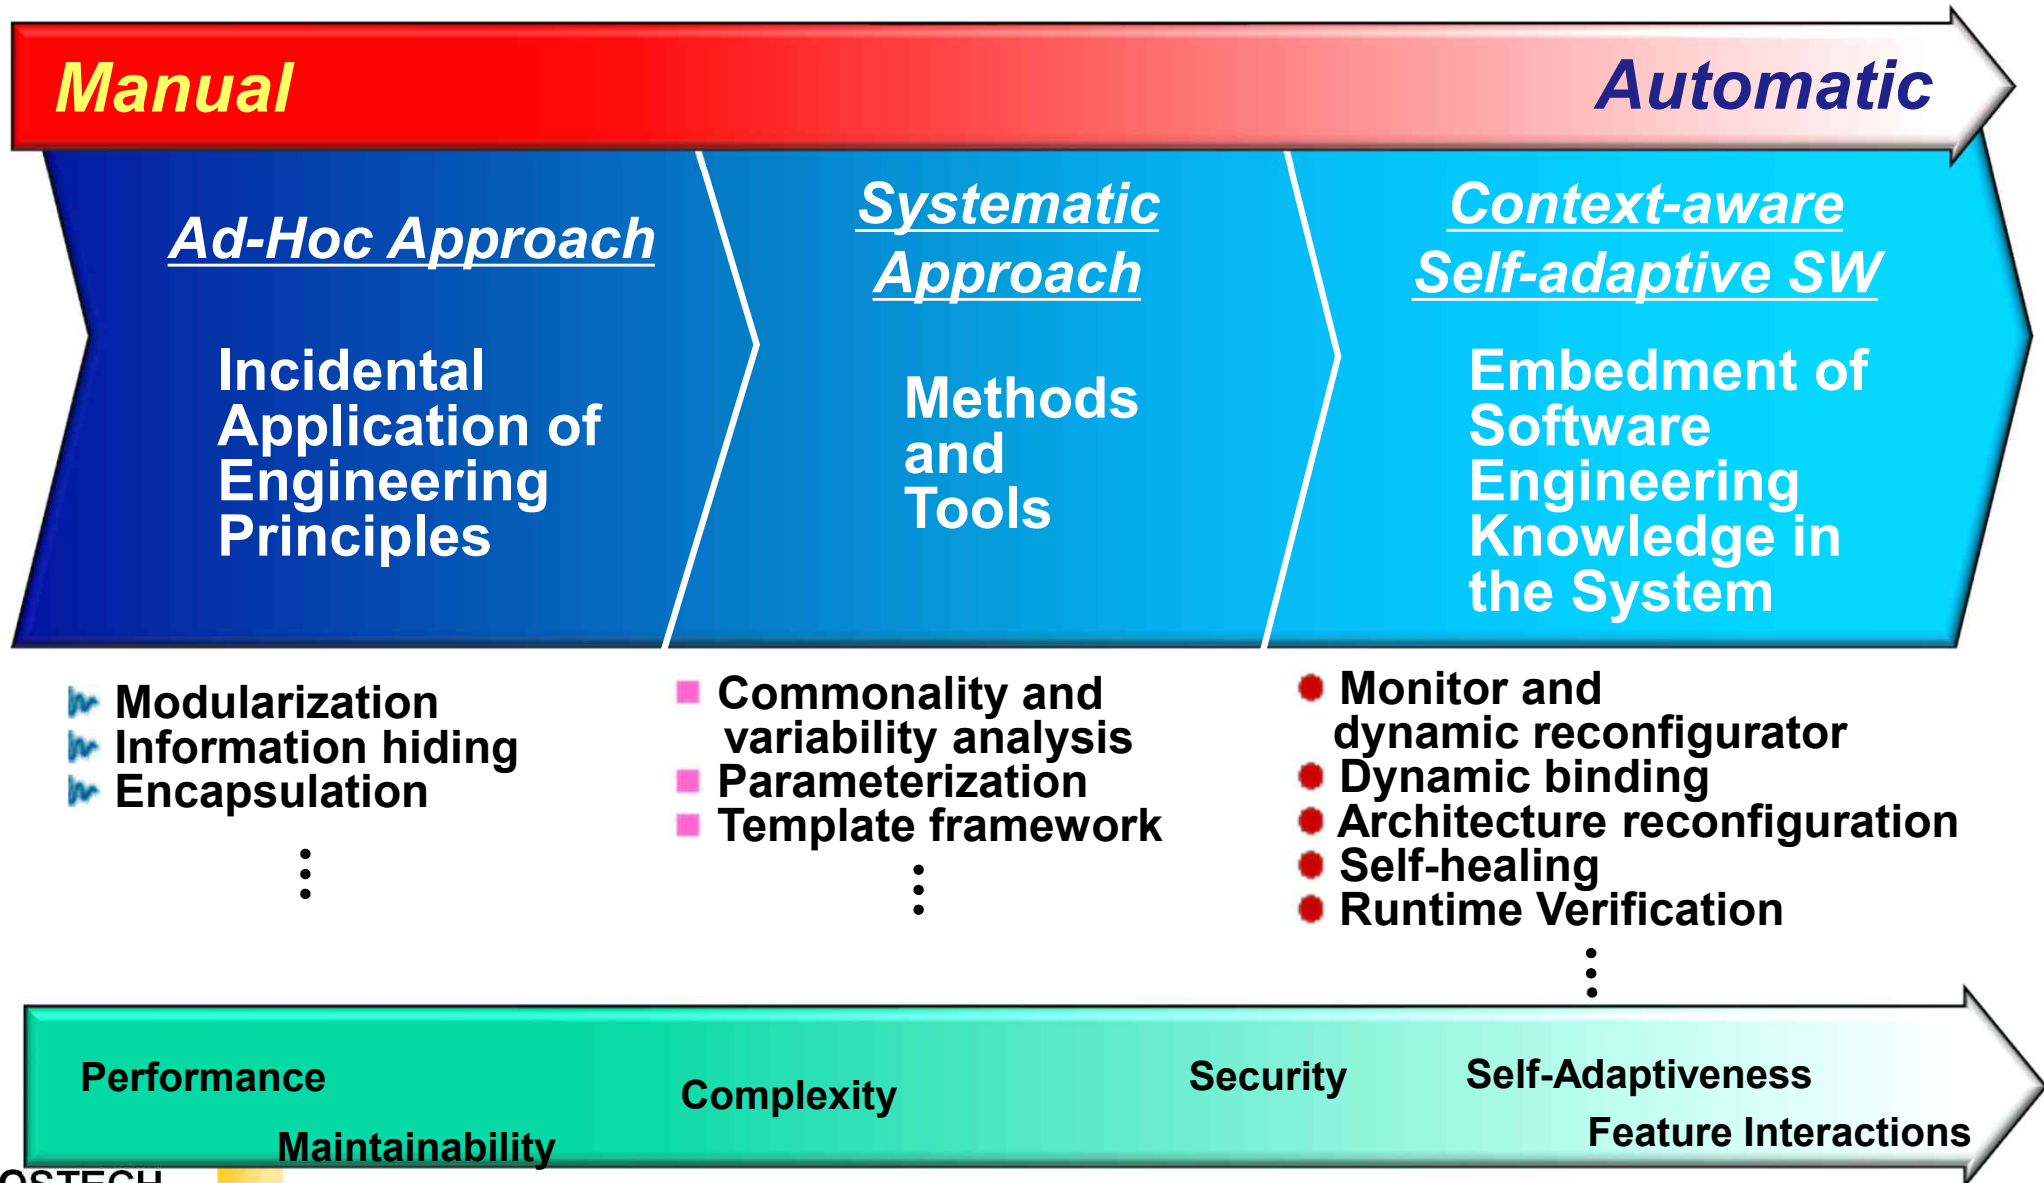 Manual
Automatic
Ad-Hoc Approach
Incidental
Application of
Engineering
Principles
Systematic
Approach
Methods
and
Tools
Context-aware
Self-adaptive SW
Embedment of
Software
Engineering
Knowledge in
the System
Modularization
Information hiding
Encapsulation
Commonality and
variability analysis
Parameterization
Template framework
Monitor and
dynamic reconfigurator
Dynamic binding
Architecture reconfiguration
Self-healing
Runtime Verification
Performance
Maintainability
Complexity
Security
Self-Adaptiveness
Feature Interactions